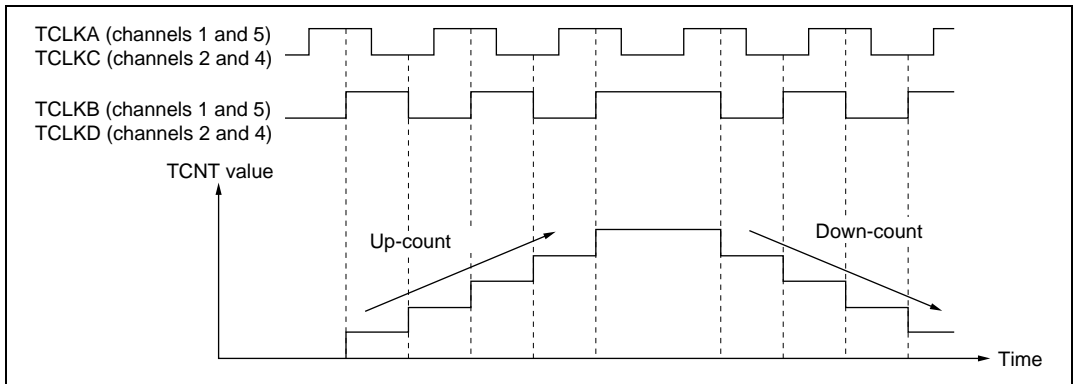 TCLKA (channels 1 and 5)
TCLKC (channels 2 and 4)
TCLKB (channels 1 and 5)
TCLKD (channels 2 and 4)
TCNT value
Up-count
Down-count
Time